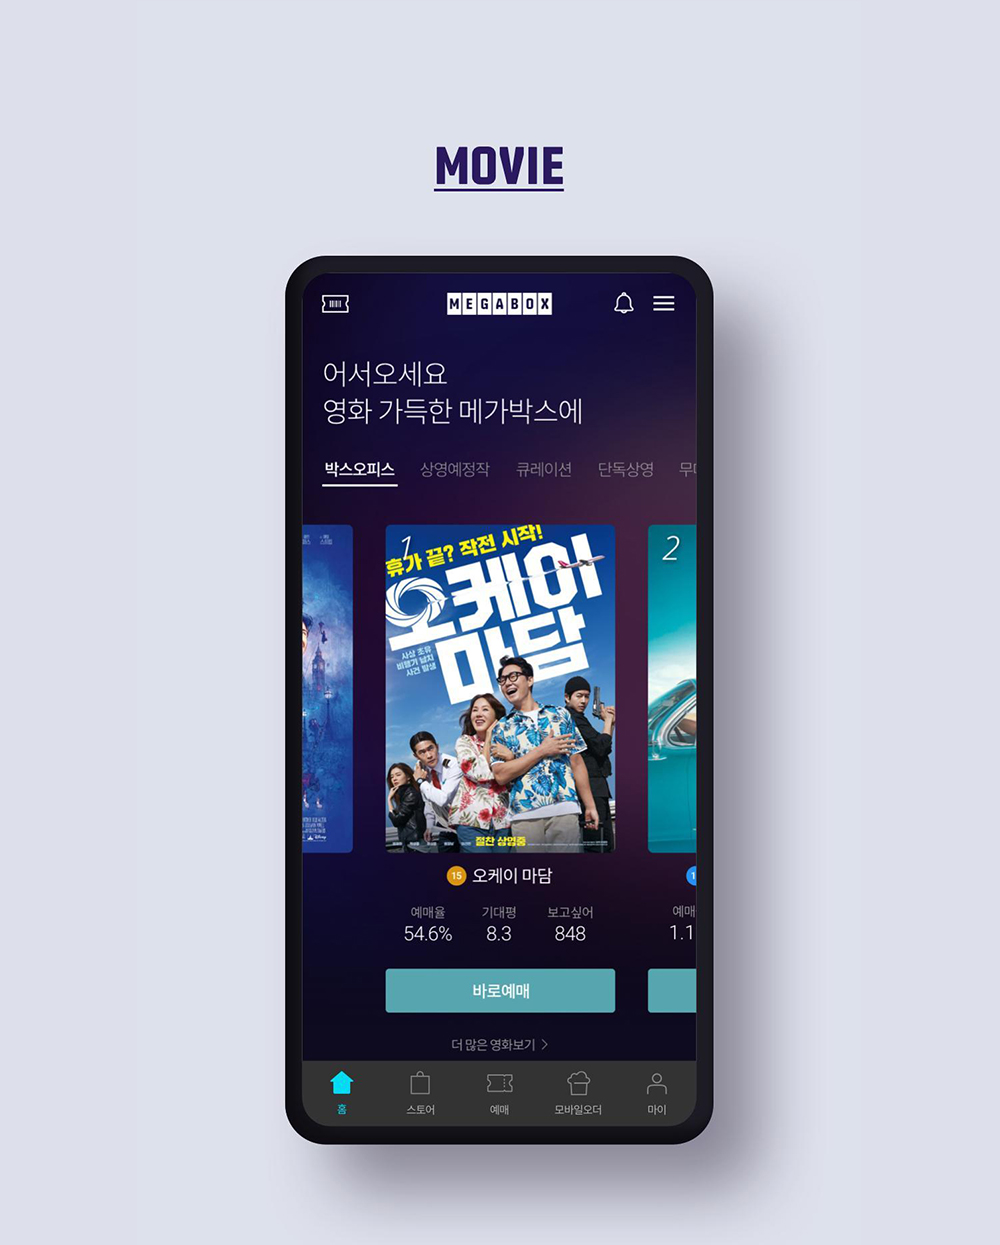 MOVIE
MEGABOX
어서오세요
영화 가득한 메가박스에
박스오피스 상영예정작 큐레이션 단독상영
1
휴가 끝? 작전 시작!
오케이
마담
사상 초유
비행기 납치
사건 발생
절찬 상영중
2
Disney
15 오케이 마담
예매율 기대평 보고싶어 예매
54.6% 8.3 848 1.1
바로예매
더 많은 영화보기 >
홈 스토어 예매 모바일오더 마이